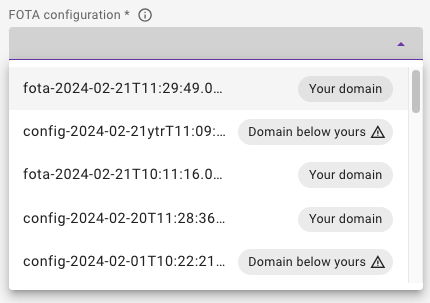 FOTA configuration *
fota-2024-02-21T11:29:49.0... Your domain
config-2024-02-21ytrT11:09:... Domain below yours
fota-2024-02-21T10:11:16.0... Your domain
config-2024-02-20T11:28:36... Your domain
config-2024-02-01T10:22:21... Domain below yours